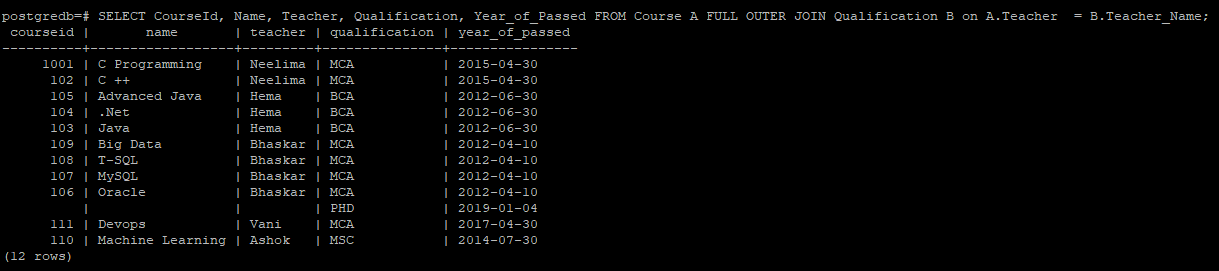 postgredb=# SELECT CourseId, Name, Teacher, Qualification, Year_of_Passed FROM Course A FULL OUTER JOIN Qualification B on A.Teacher  = B.Teacher_Name;
 courseid |       name       | teacher | qualification | year_of_passed
----------+------------------+---------+---------------+----------------
     1001 | C Programming    | Neelima | MCA           | 2015-04-30
      102 | C ++             | Neelima | MCA           | 2015-04-30
      105 | Advanced Java    | Hema    | BCA           | 2012-06-30
      104 | .Net             | Hema    | BCA           | 2012-06-30
      103 | Java             | Hema    | BCA           | 2012-06-30
      109 | Big Data         | Bhaskar | MCA           | 2012-04-10
      108 | T-SQL            | Bhaskar | MCA           | 2012-04-10
      107 | MySQL            | Bhaskar | MCA           | 2012-04-10
      106 | Oracle           | Bhaskar | MCA           | 2012-04-10
          |                  |         | PHD           | 2019-01-04
      111 | Devops           | Vani    | MCA           | 2017-04-30
      110 | Machine Learning | Ashok   | MSC           | 2014-07-30
(12 rows)